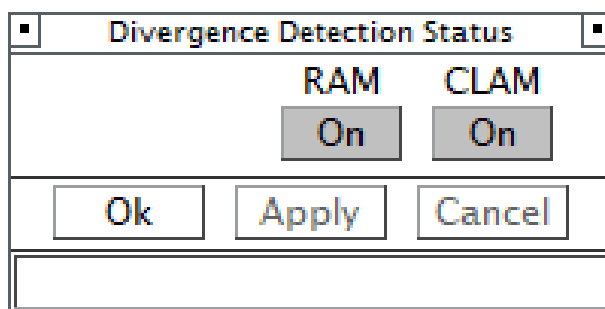 Divergence Detection Status
RAM CLAM
On On
Ok Apply Cancel